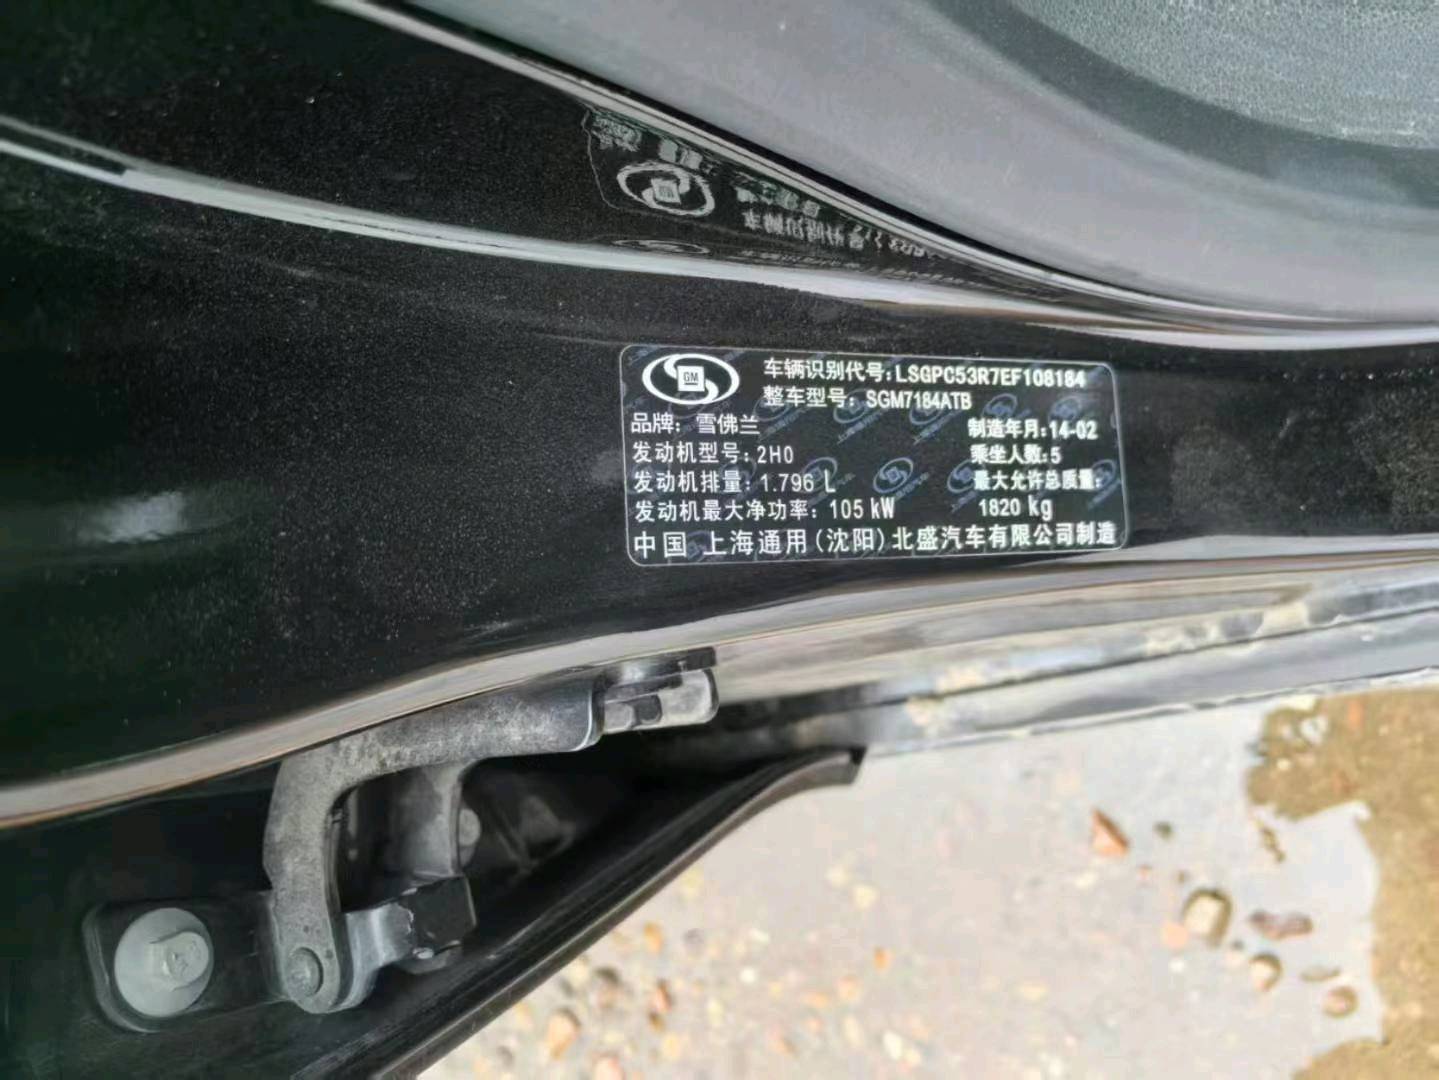 GM
车辆识别代号:LSGPC53R7EF108184
整车型号: SGM7184ATB
品牌: 雪佛兰
制造年月:14-02
发动机型号:2H0
乘坐人数:5
发动机排量:1.796 L
最大允许总质量:
发动机最大净功率: 105 kW
1820 kg
中国 上海通用(沈阳)北盛汽车有限公司制造